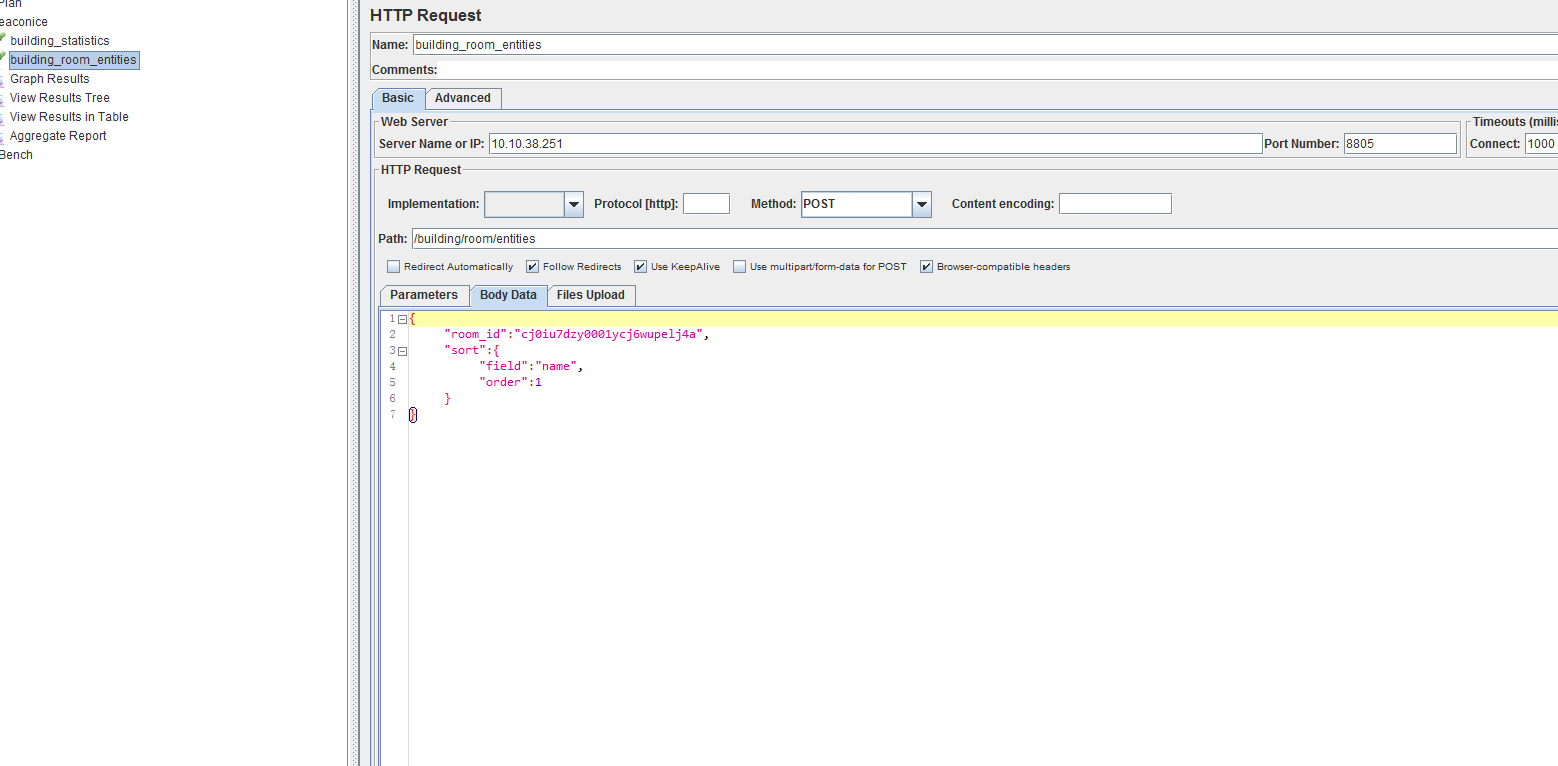 Plan
eaconice
building_statistics
building_room_entities
Graph Results
View Results Tree
View Results in Table
Aggregate Report
Bench
HTTP Request
Name: building_room_entities
Comments:
Basic Advanced
Web Server Timeouts (millis
Server Name or IP: 10.10.38.251 Port Number: 8805 Connect: 1000
HTTP Request
Implementation: Protocol [http]: Method: POST Content encoding:
Path: /building/room/entities
Redirect Automatically Follow Redirects Use KeepAlive Use multipart/form-data for POST Browser-compatible headers
Parameters Body Data Files Upload
1 {
2 "room_id":"cj0iu7dzy0001ycj6wupelj4a",
3 "sort":{
4 "field":"name",
5 "order":1
6 }
7 }